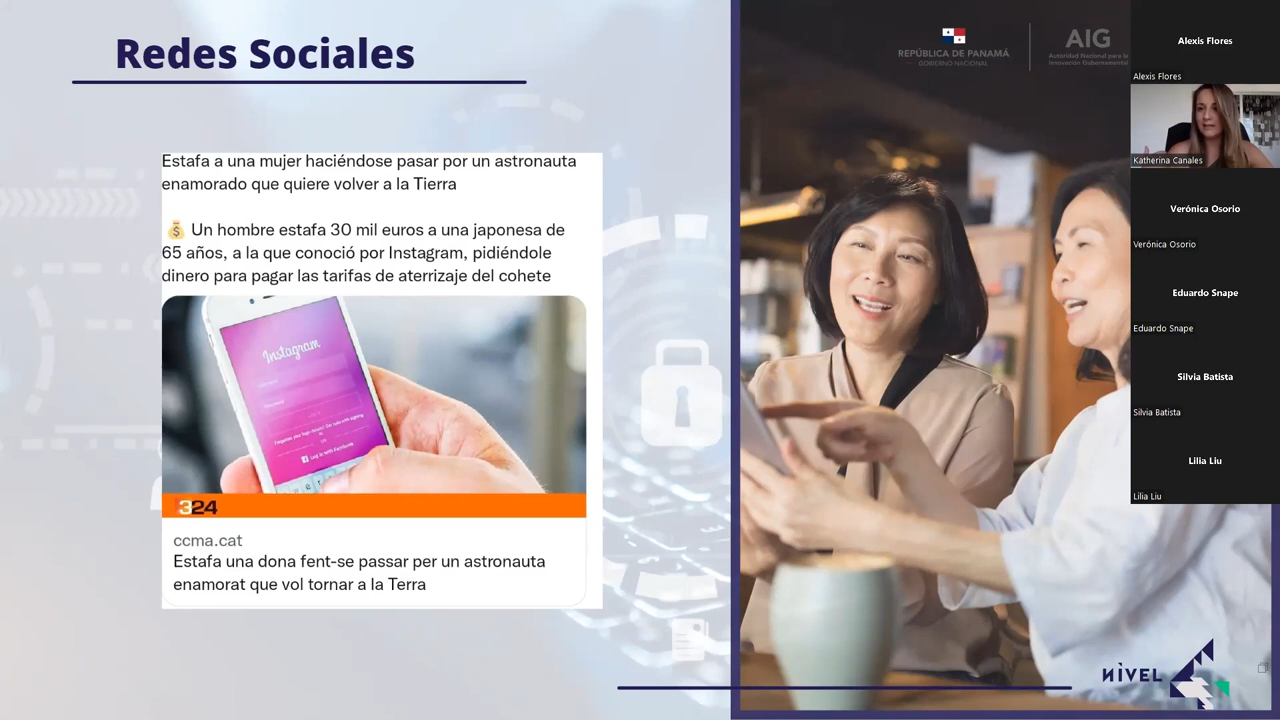 Redes Sociales
Estafa a una mujer haciéndose pasar por un astronauta
enamorado que quiere volver a la Tierra
💰 Un hombre estafa 30 mil euros a una japonesa de
65 años, a la que conoció por Instagram, pidiéndole
dinero para pagar las tarifas de aterrizaje del cohete
Instagram
Log in with Facebook
324
ccma.cat
Estafa una dona fent-se passar per un astronauta
enamorat que vol tornar a la Terra
REPÚBLICA DE PANAMÁ
GOBIERNO NACIONAL
AIG
Autoridad Nacional para la
Innovación Gubernamental
Alexis Flores
Alexis Flores
Katherina Canales
Verónica Osorio
Verónica Osorio
Eduardo Snape
Eduardo Snape
Silvia Batista
Silvia Batista
Lilia Liu
Lilia Liu
NIVEL 4